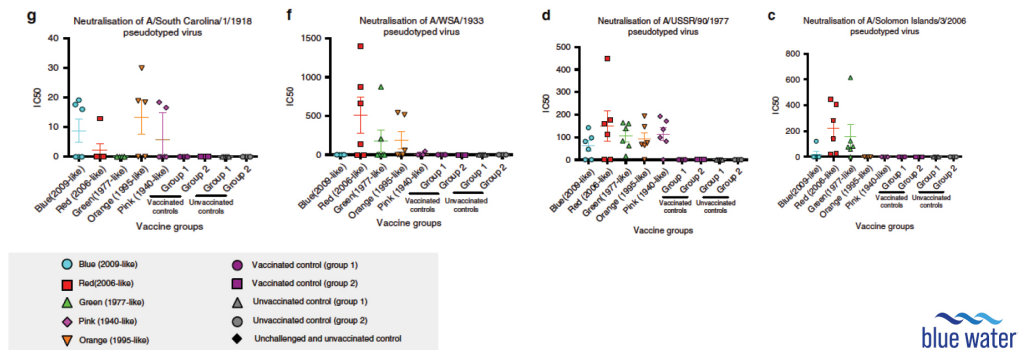 g
Neutralisation of A/South Carolina/1/1918
pseudotyped virus
40
30
20
10
0
IC50
Blue(2009-like)
Red (2006-like)
Green(1977-like)
Orange (1995-like)
Pink (1940-like)
Group 1
Group 2
Group 1
Group 2
Vaccinated
controls
Unvaccinated
controls
Vaccine groups
f
Neutralisation of A/WSA/1933
pseudotyped virus
1500
1000
500
0
IC50
Blue(2009-like)
Red (2006-like)
Green(1977-like)
Orange (1995-like)
Pink (1940-like)
Group 1
Group 2
Group 1
Group 2
Vaccinated
controls
Unvaccinated
controls
Vaccine groups
d
Neutralisation of A/USSR/90/1977
pseudotyped virus
500
400
300
200
100
0
IC50
Blue (2009-like)
Red (2006-like)
Green(1977-like)
Orange (1995-like)
Pink (1940-like)
Group 1
Group 2
Group 1
Group 2
Vaccinated
controls
Unvaccinated
controls
Vaccine groups
c
Neutralisation of A/Solomon Islands/3/2006
pseudotyped virus
800
600
400
200
0
IC50
Blue(2009-like)
Red(2006-like)
Green(1977-like)
Orange (1995-like)
Pink (1940-like)
Group 1
Group 2
Group 1
Group 2
Vaccinated
controls
Unvaccinated
controls
Vaccine groups
Blue (2009-like)
Red(2006-like)
Green (1977-like)
Pink (1940-like)
Orange (1995-like)
Vaccinated control (group 1)
Vaccinated control (group 2)
Unvaccinated control (group 1)
Unvaccinated control (group 2)
Unchallenged and unvaccinated control
blue water